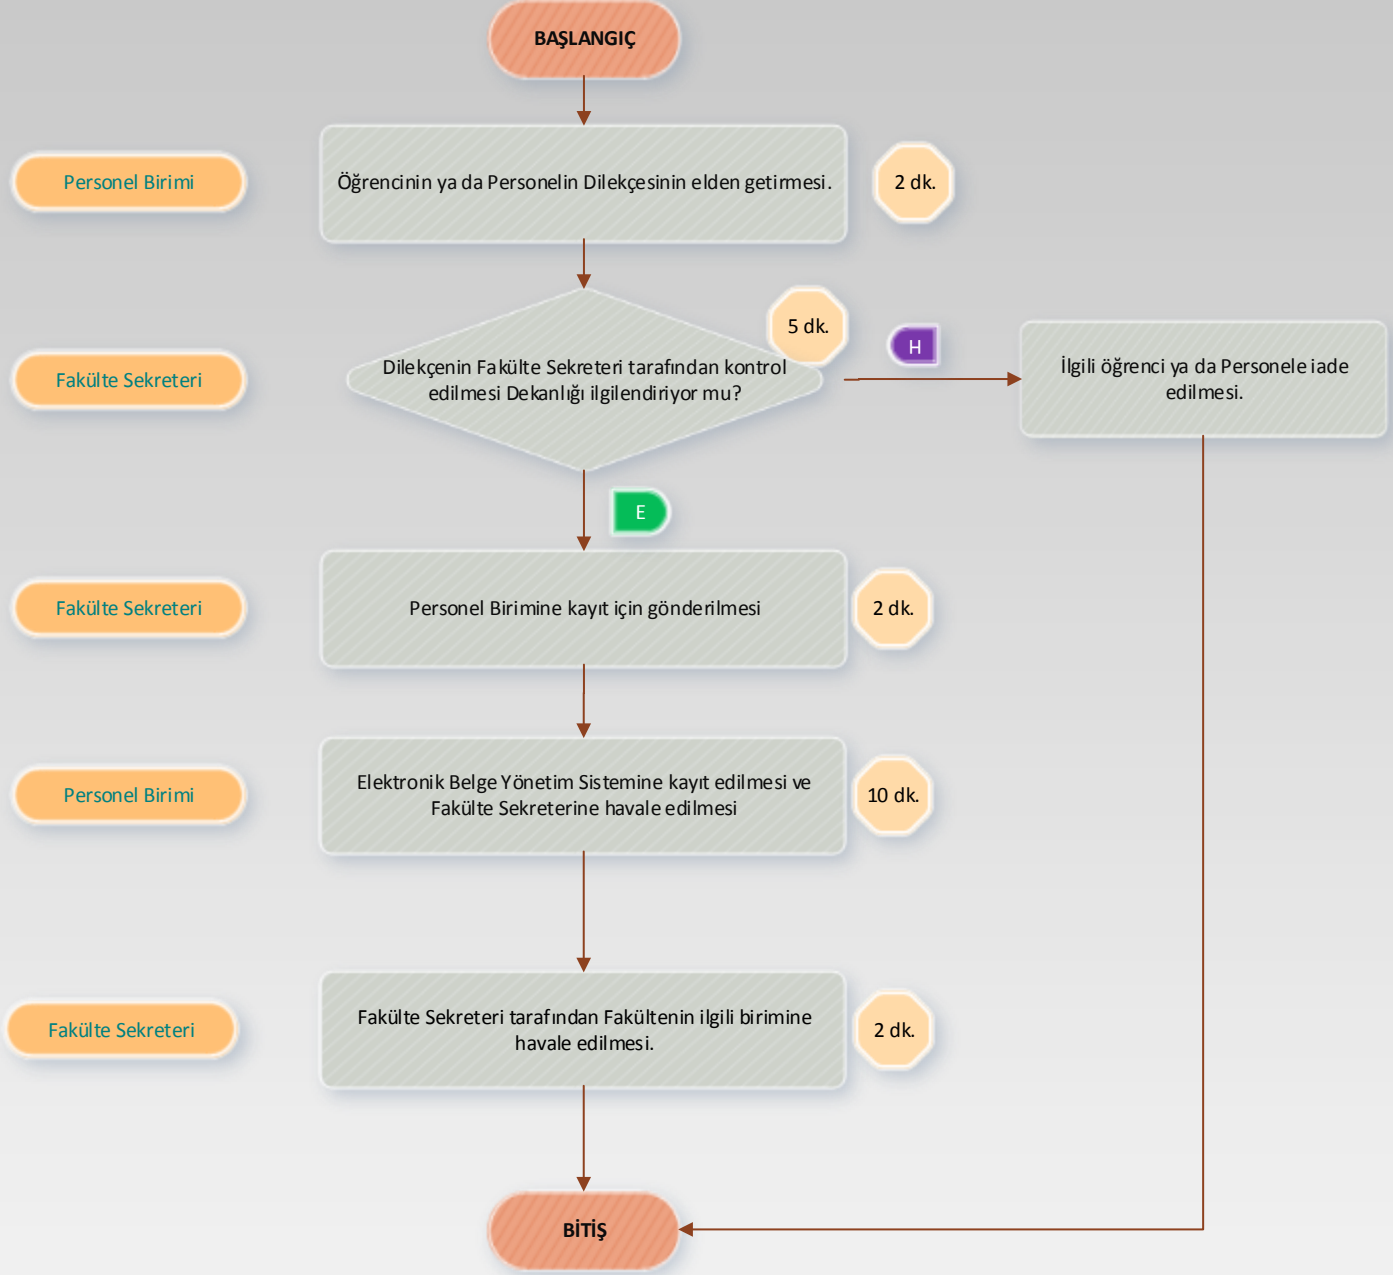 BAŞLANGIÇ
Personel Birimi
Öğrencinin ya da Personelin Dilekçesinin elden getirmesi.
2 dk.
5 dk.
Fakülte Sekreteri
Dilekçenin Fakülte Sekreteri tarafından kontrol
edilmesi Dekanlığı ilgilendiriyor mu?
H
İlgili öğrenci ya da Personele iade
edilmesi.
E
Fakülte Sekreteri
Personel Birimine kayıt için gönderilmesi
2 dk.
Personel Birimi
Elektronik Belge Yönetim Sistemine kayıt edilmesi ve
Fakülte Sekreterine havale edilmesi
10 dk.
Fakülte Sekreteri
Fakülte Sekreteri tarafından Fakültenin ilgili birimine
havale edilmesi.
2 dk.
BİTİŞ